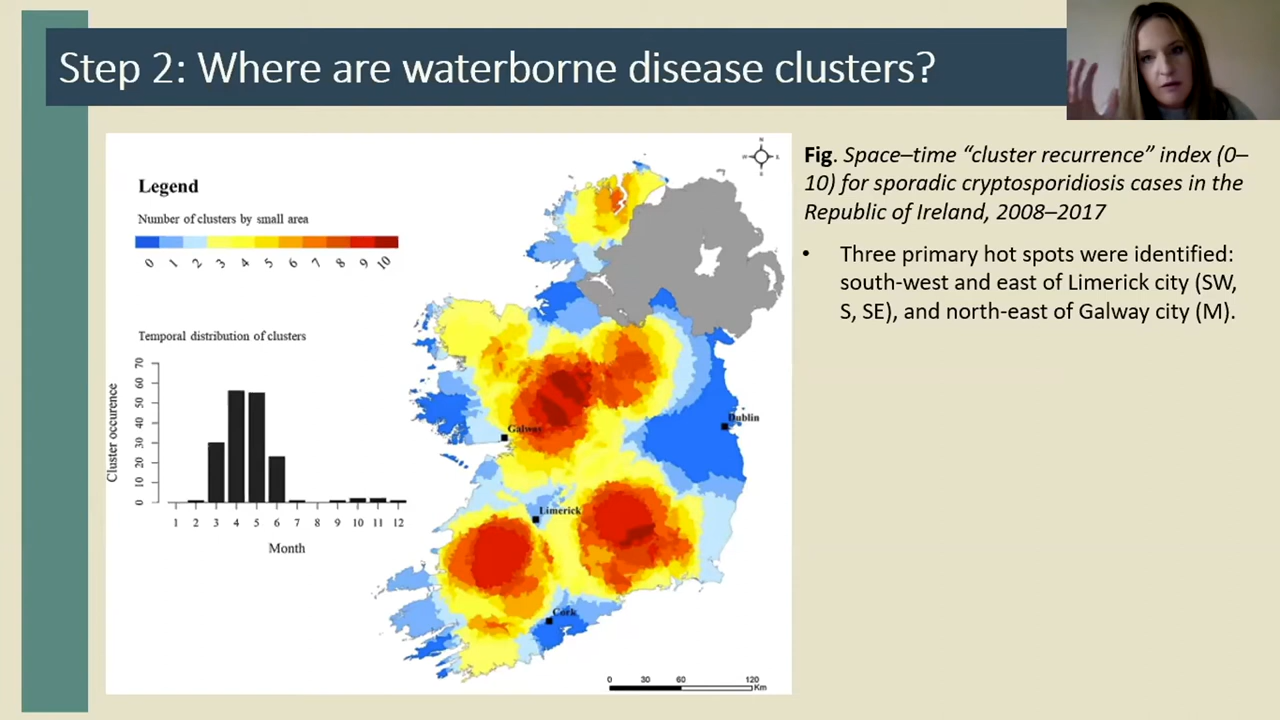 Step 2: Where are waterborne disease clusters?
Legend
Number of clusters by small area
0 1 2 3 4 5 6 7 8 9 10
Temporal distribution of clusters
Cluster occurence
0 10 20 30 40 50 60 70
1 2 3 4 5 6 7 8 9 10 11 12
Month
N
W E
S
Galway
Dublin
Limerick
Cork
0 30 60 120
Km
Fig. Space–time “cluster recurrence” index (0–
10) for sporadic cryptosporidiosis cases in the
Republic of Ireland, 2008–2017
• Three primary hot spots were identified:
south-west and east of Limerick city (SW,
S, SE), and north-east of Galway city (M).